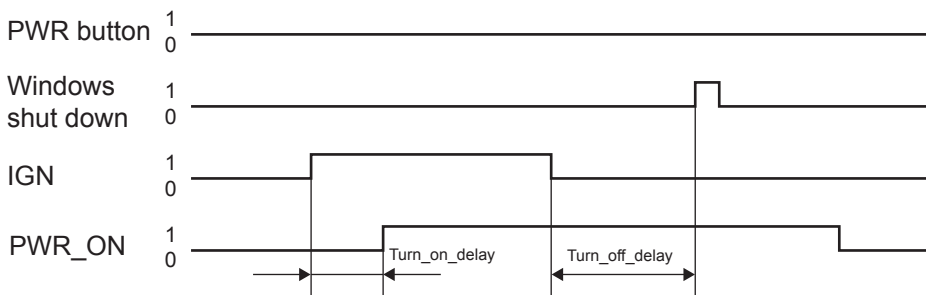 PWR button 1
0
Windows
shut down
1
0
IGN 1
0
PWR_ON 1
0
Turn_on_delay
Turn_off_delay